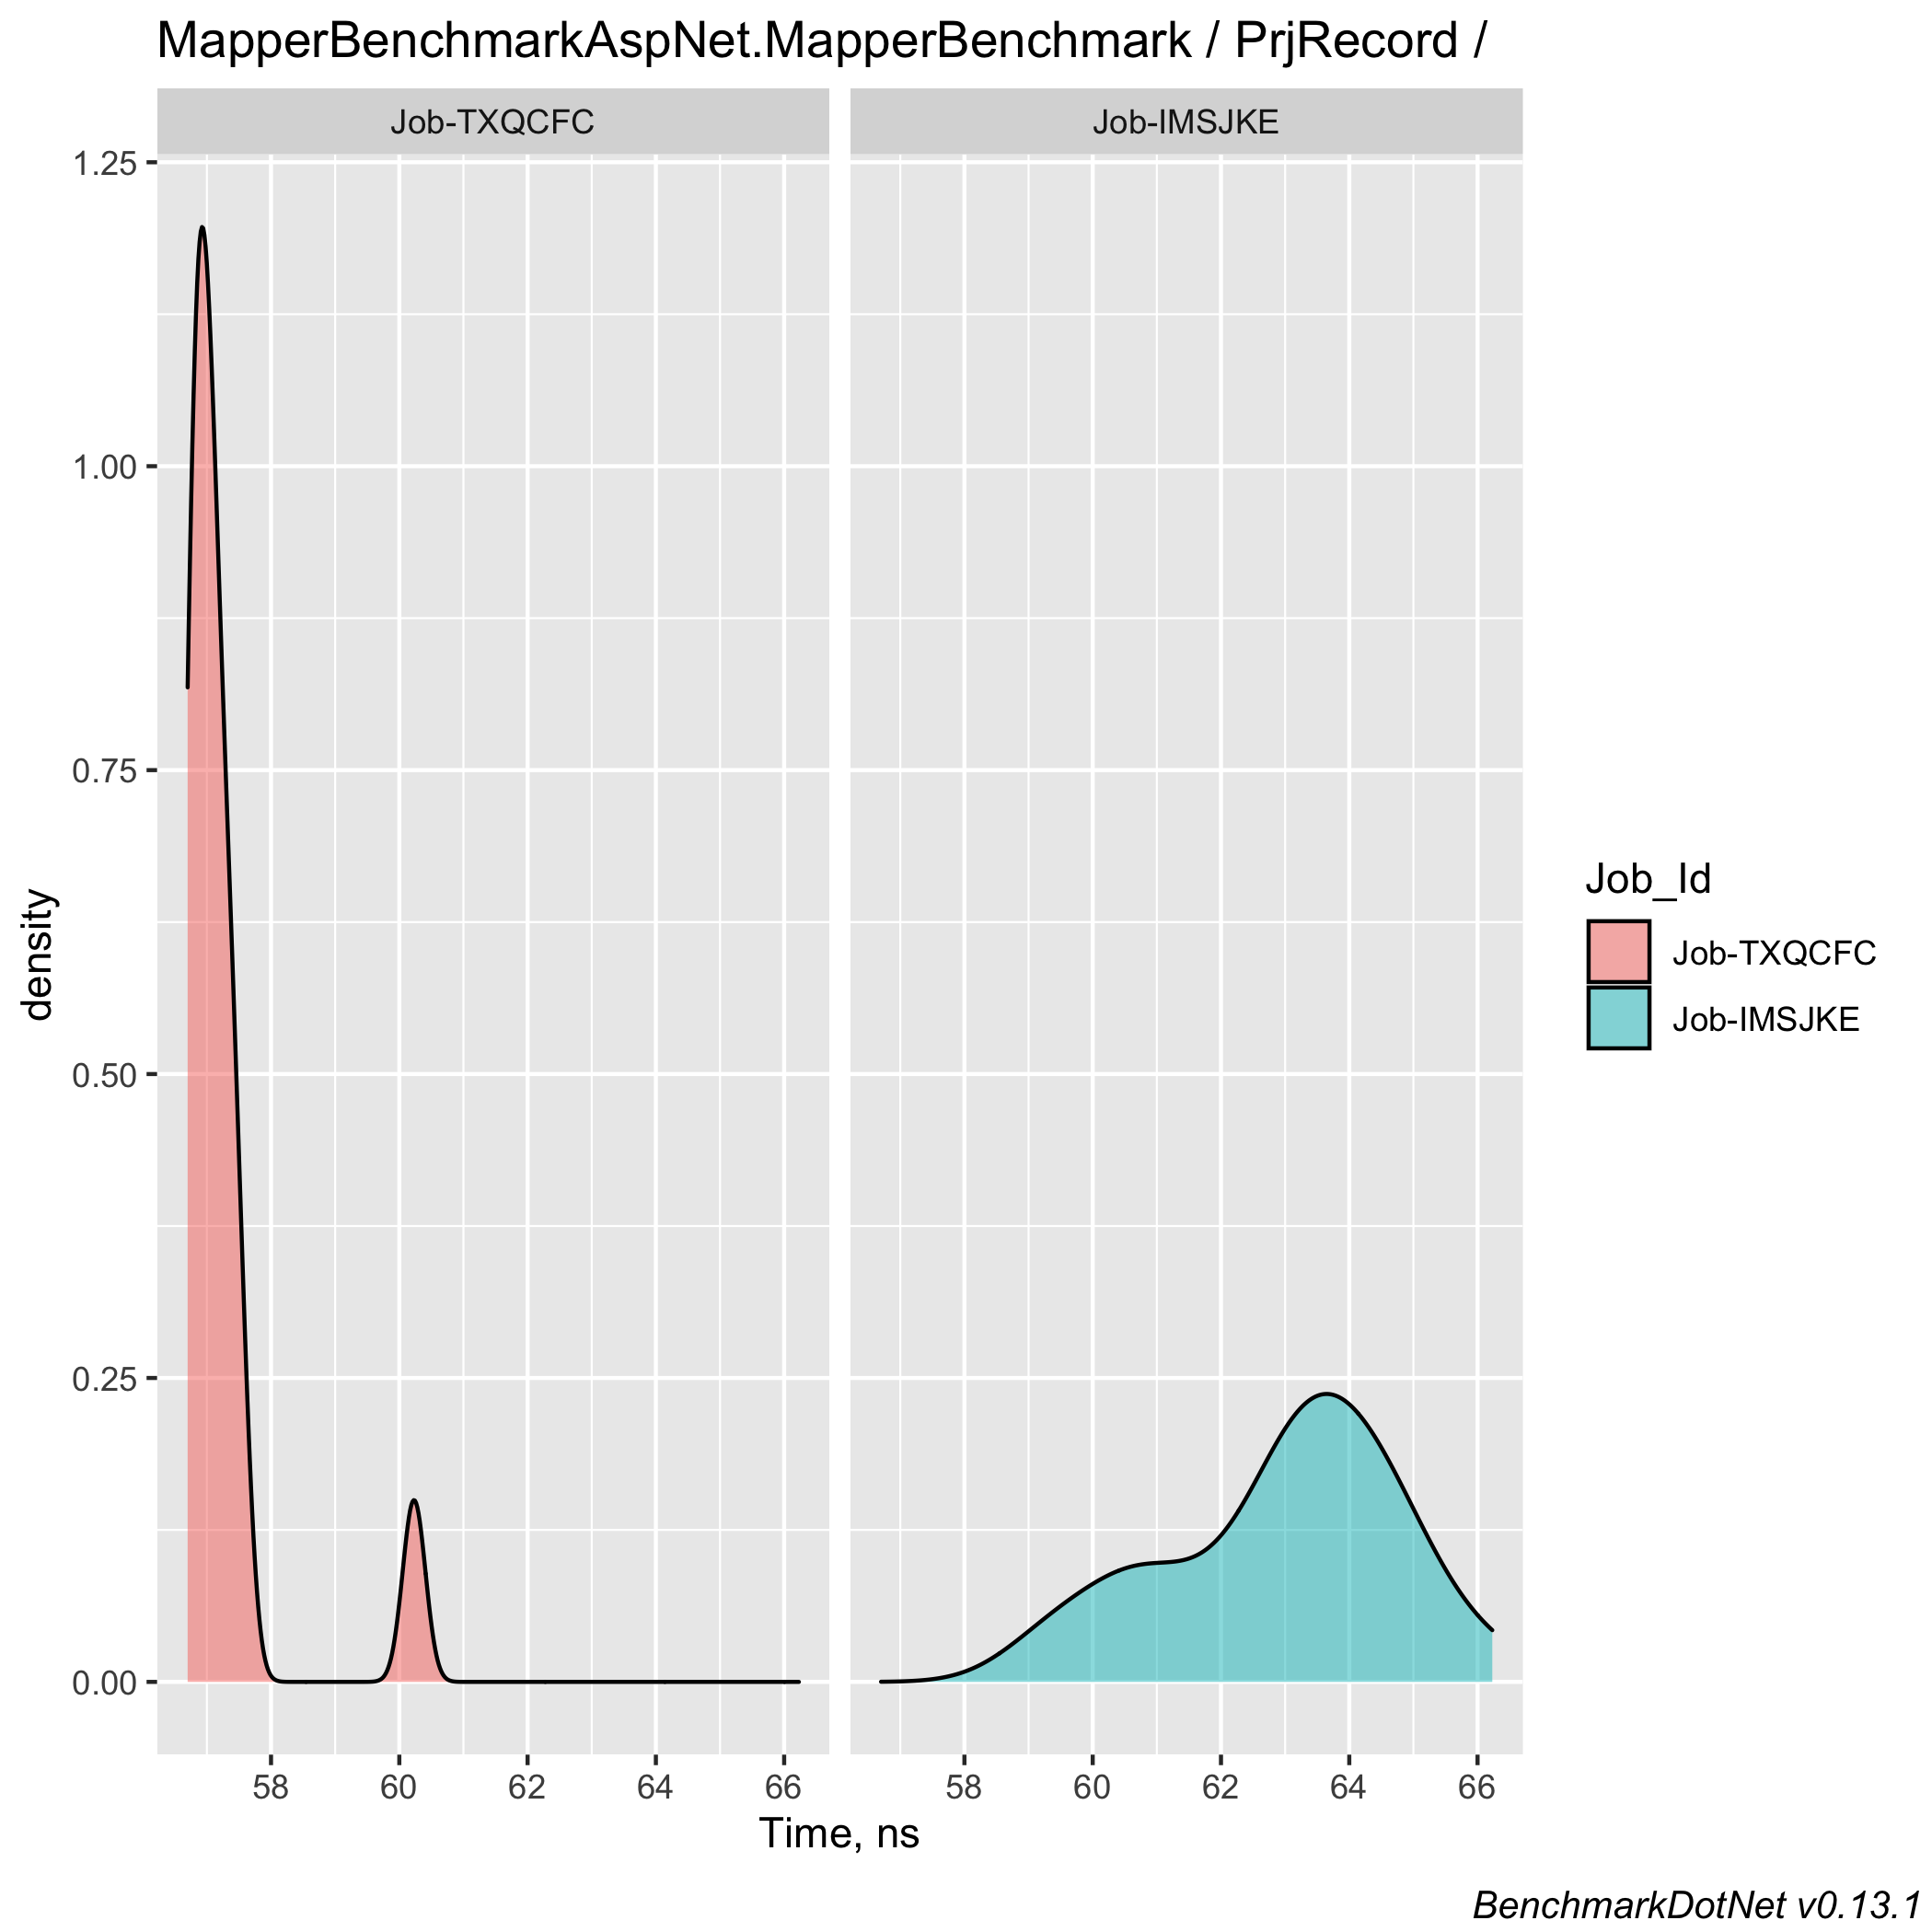 MapperBenchmarkAspNet.MapperBenchmark / PrjRecord /
Job-TXQCFC
Job-IMSJKE
1.25
1.00
0.75
0.50
0.25
0.00
density
58 60 62 64 66
58 60 62 64 66
Time, ns
Job_Id
Job-TXQCFC
Job-IMSJKE
BenchmarkDotNet v0.13.1